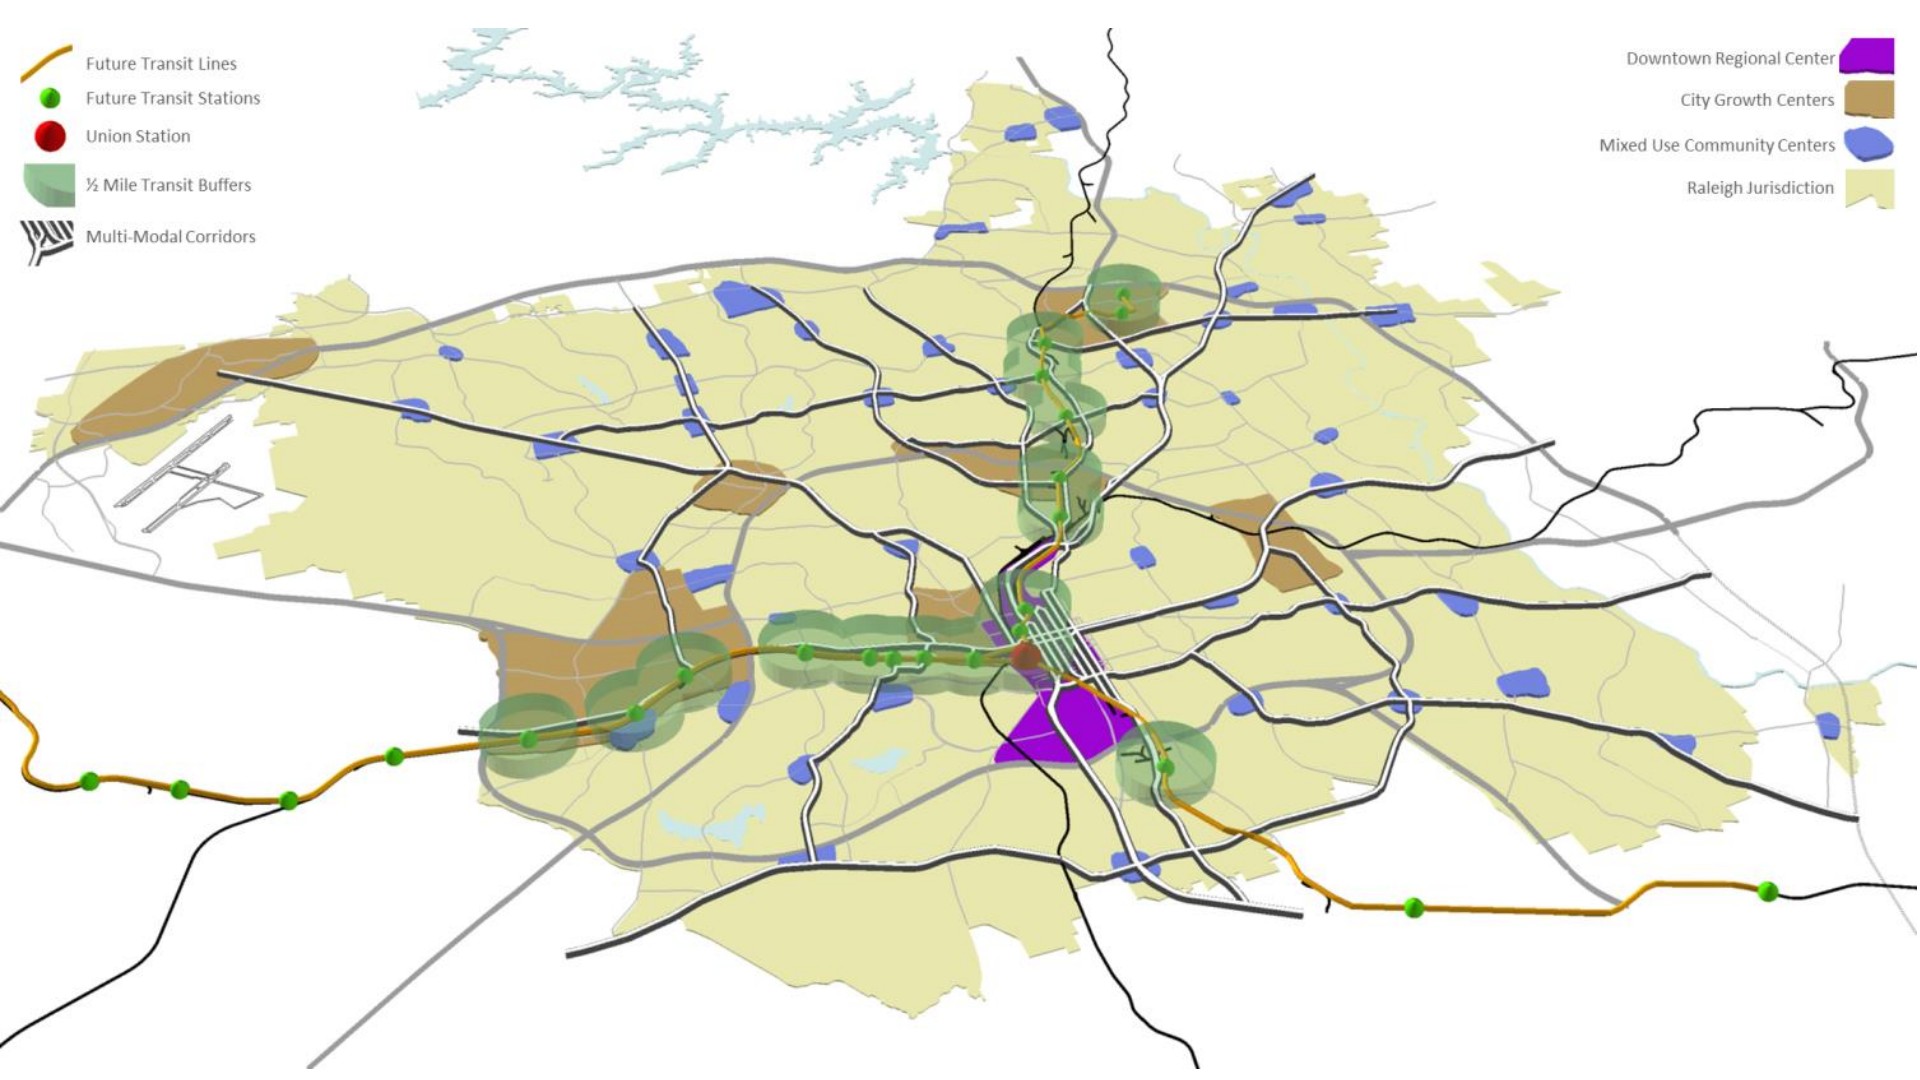 Future Transit Lines
Future Transit Stations
Union Station
½ Mile Transit Buffers
Multi-Modal Corridors
Downtown Regional Center
City Growth Centers
Mixed Use Community Centers
Raleigh Jurisdiction